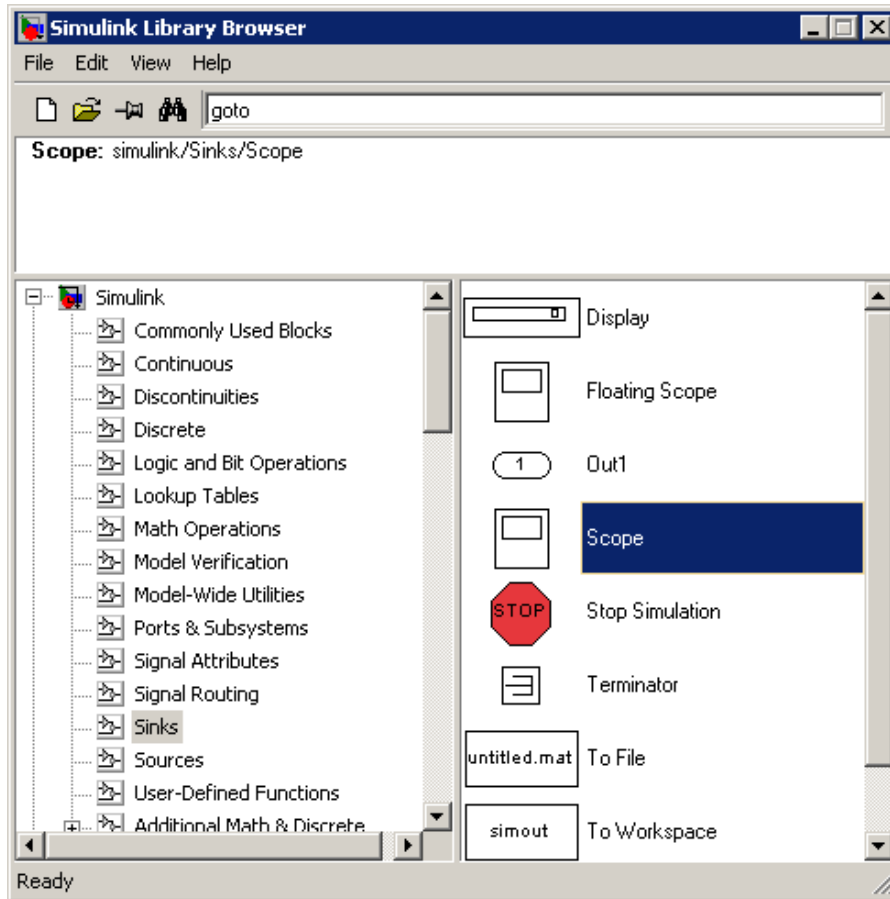 Simulink Library Browser
File Edit View Help
goto
Scope: simulink/Sinks/Scope
Simulink
Commonly Used Blocks
Continuous
Discontinuities
Discrete
Logic and Bit Operations
Lookup Tables
Math Operations
Model Verification
Model-Wide Utilities
Ports & Subsystems
Signal Attributes
Signal Routing
Sinks
Sources
User-Defined Functions
Additional Math & Discrete
Display
Floating Scope
1 Out1
Scope
STOP Stop Simulation
Terminator
untitled.mat To File
simout To Workspace
Ready